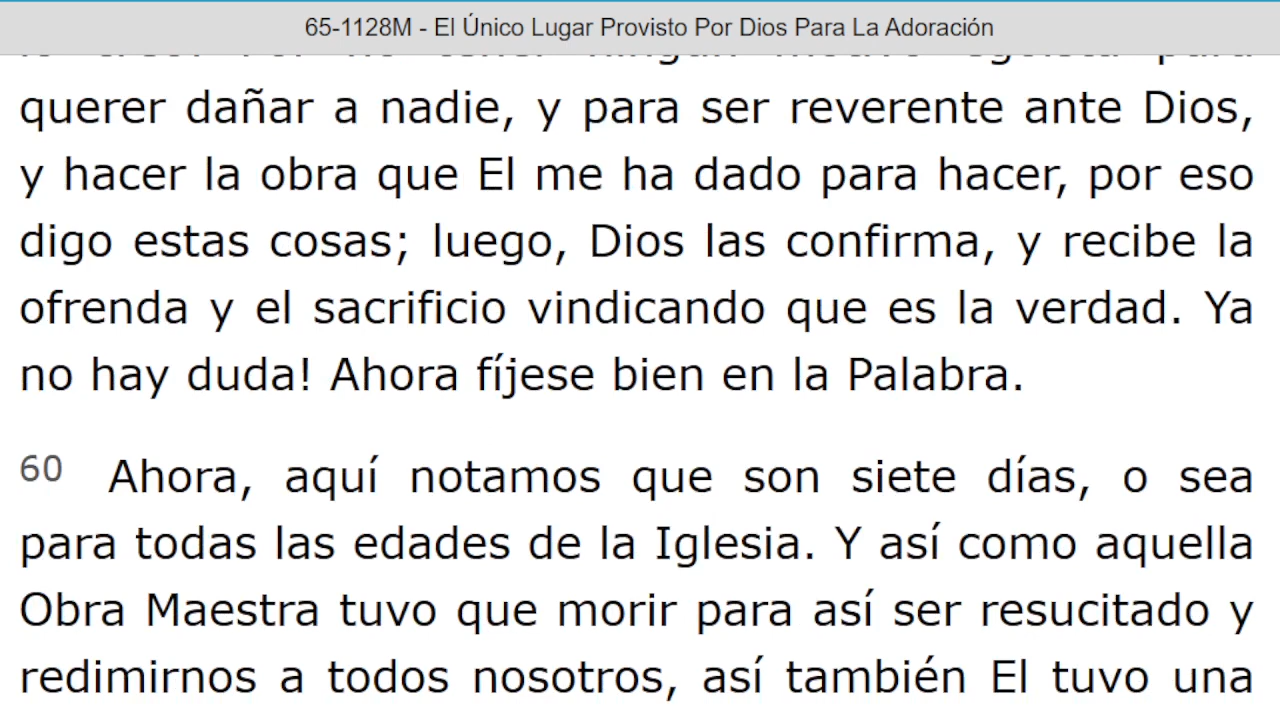 65-1128M - El Único Lugar Provisto Por Dios Para La Adoración
querer dañar a nadie, y para ser reverente ante Dios,
y hacer la obra que El me ha dado para hacer, por eso
digo estas cosas; luego, Dios las confirma, y recibe la
ofrenda y el sacrificio vindicando que es la verdad. Ya
no hay duda! Ahora fíjese bien en la Palabra.
60 Ahora, aquí notamos que son siete días, o sea
para todas las edades de la Iglesia. Y así como aquella
Obra Maestra tuvo que morir para así ser resucitado y
redimirnos a todos nosotros, así también El tuvo una